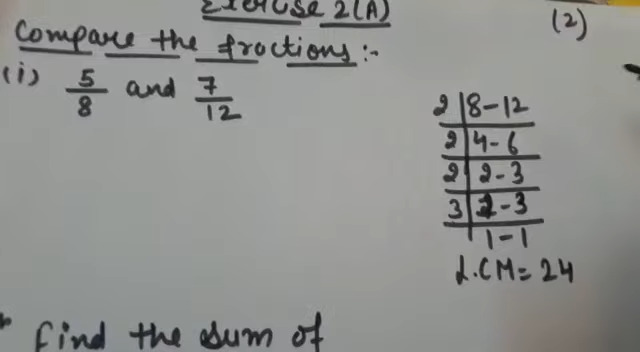 Exercise 2(A)
(2)
Compare the fractions:-
(i) 5/8 and 7/12
2 | 8-12
2 | 4-6
2 | 2-3
3 | 1-3
1-1
L.CM= 24
find the sum of